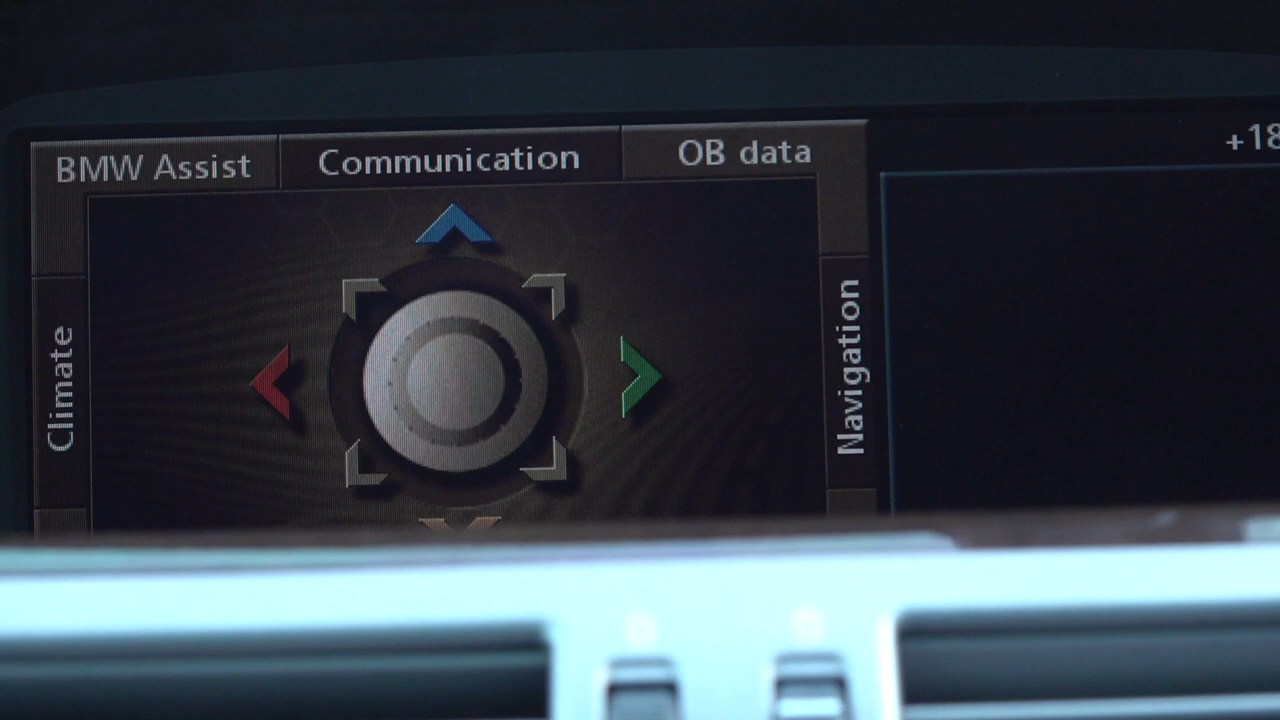 BMW Assist
Communication
OB data
+18
Climate
Navigation